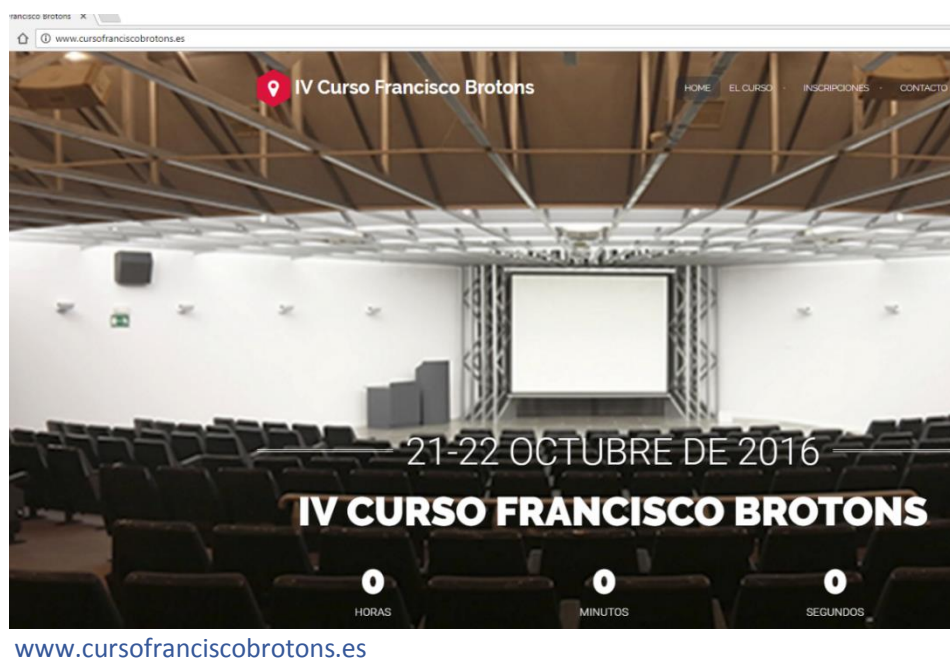 Francisco Brotons
www.cursofranciscobrotons.es
IV Curso Francisco Brotons
HOME EL CURSO INSCRIPCIONES CONTACTO
21-22 OCTUBRE DE 2016
IV CURSO FRANCISCO BROTONS
0 0 0
HORAS MINUTOS SEGUNDOS
www.cursofranciscobrotons.es